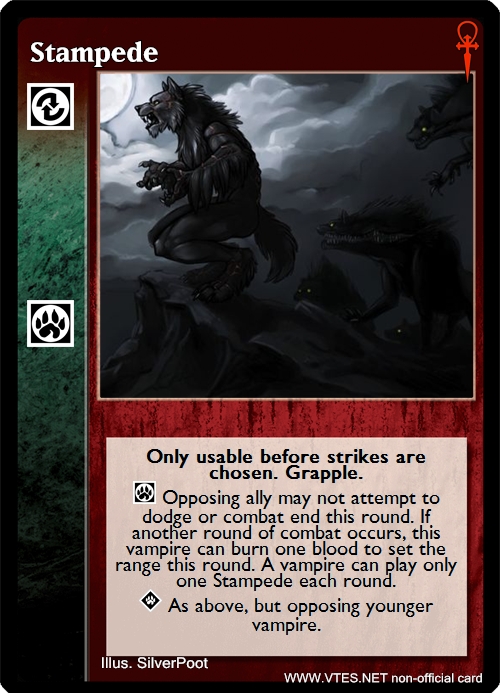 Stampede
Only usable before strikes are
chosen. Grapple.
Opposing ally may not attempt to
dodge or combat end this round. If
another round of combat occurs, this
vampire can burn one blood to set the
range this round. A vampire can play only
one Stampede each round.
As above, but opposing younger
vampire.
Illus. SilverPoot
WWW.VTES.NET non-official card